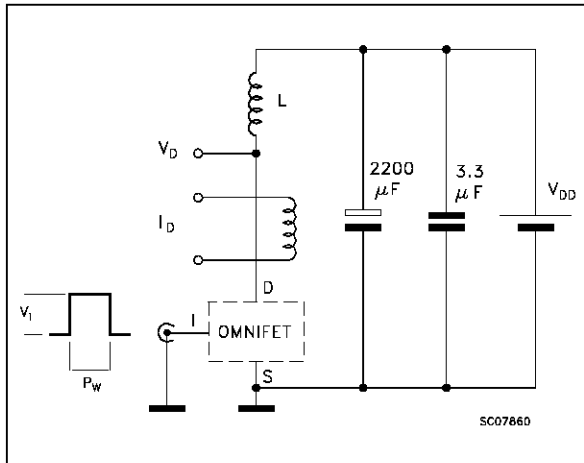 L
V_D
2200
μF
3.3
μF
V_DD
I_D
D
V_i
I
OMNIFET
P_W
S
SC07860